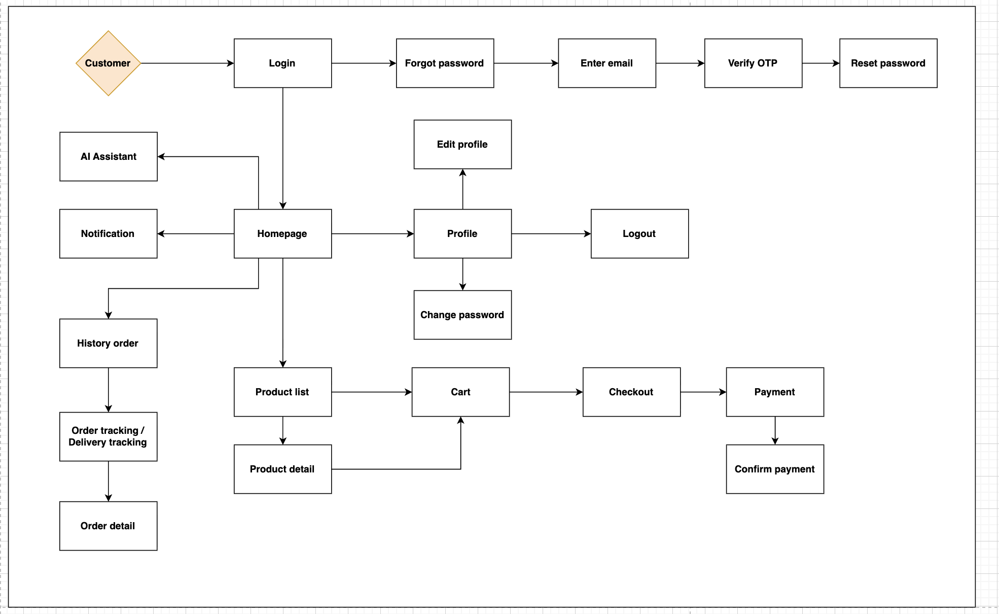 Customer
Login
Forgot password
Enter email
Verify OTP
Reset password
Edit profile
AI Assistant
Notification
Homepage
Profile
Logout
Change password
History order
Product list
Cart
Checkout
Payment
Order tracking /
Delivery tracking
Product detail
Confirm payment
Order detail